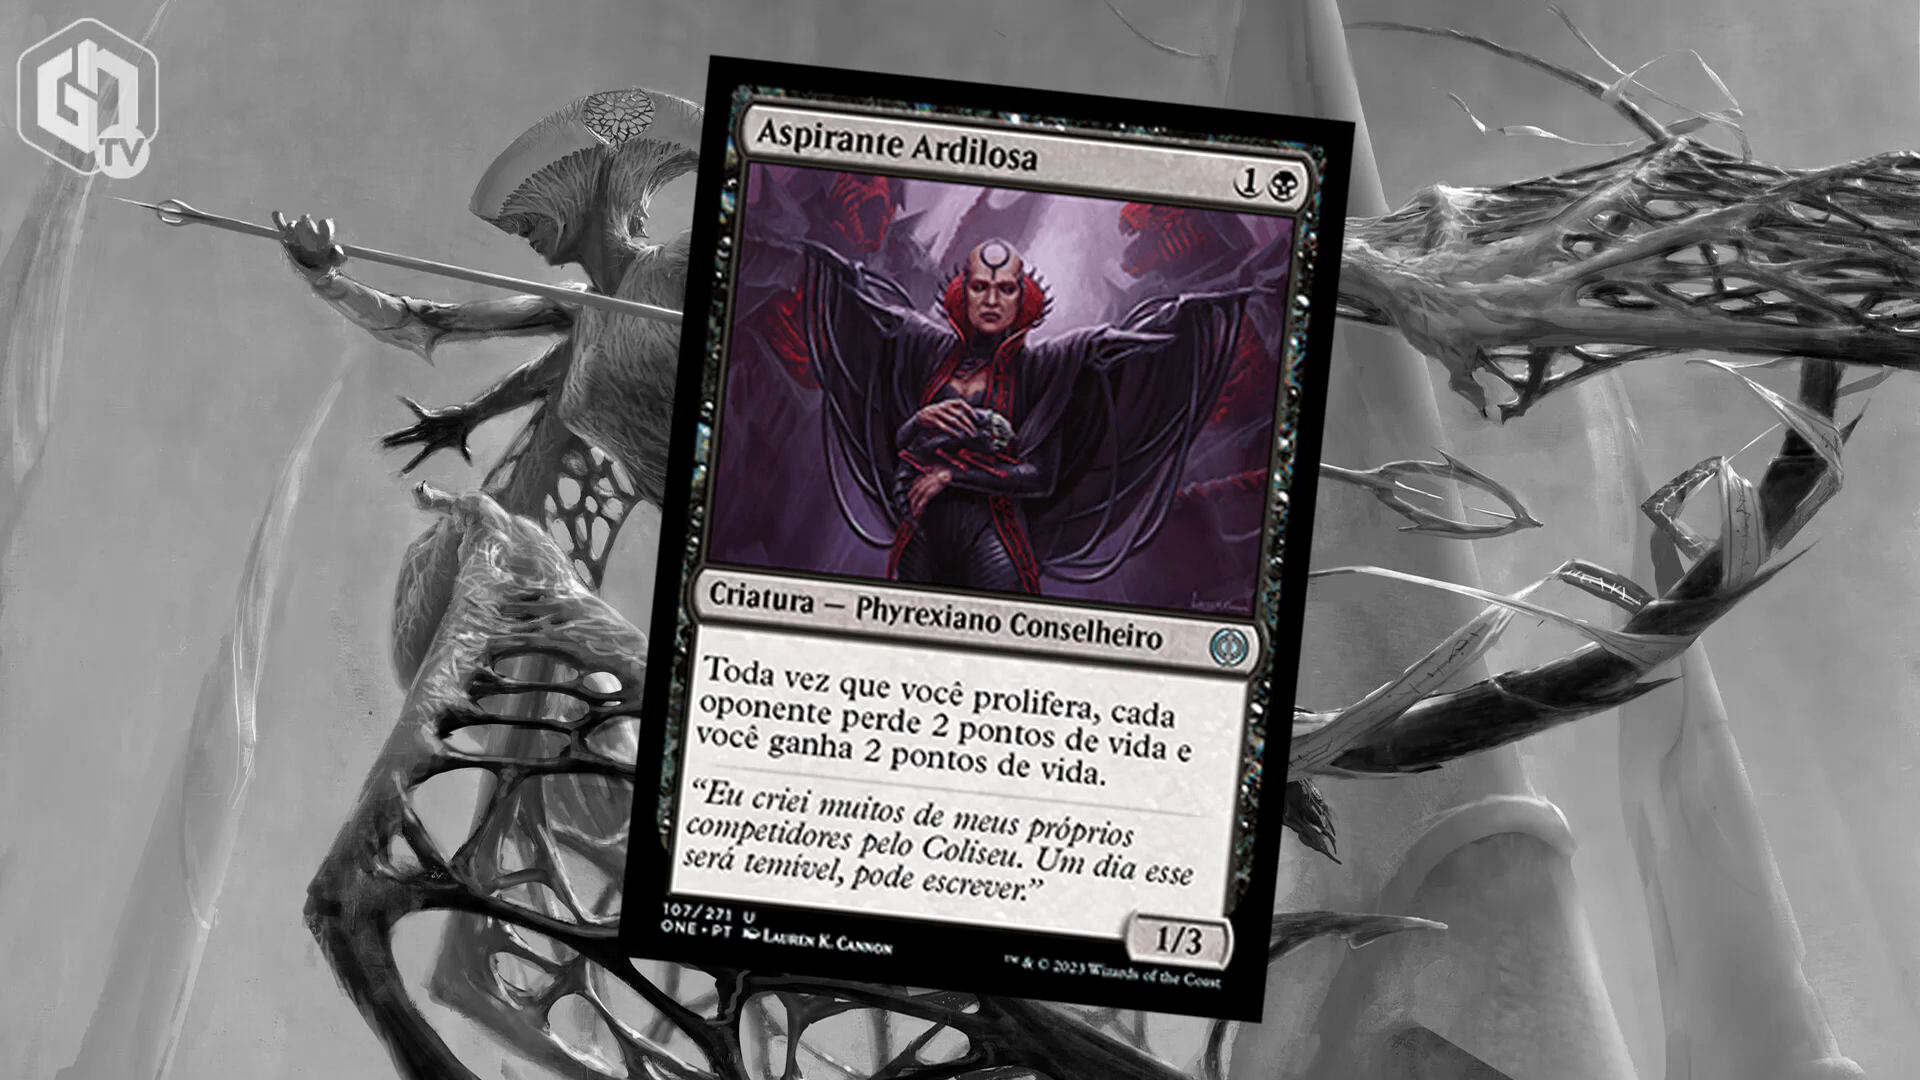 GN
TV
Aspirante Ardilosa
1
Criatura — Phyrexiano Conselheiro
Toda vez que você prolifera, cada
oponente perde 2 pontos de vida e
você ganha 2 pontos de vida.
“Eu criei muitos de meus próprios
competidores pelo Coliseu. Um dia esse
será temível, pode escrever.”
1/3
107/271 U
ONE • PT LAUREN K. CANNON
™ & © 2023 Wizards of the Coast